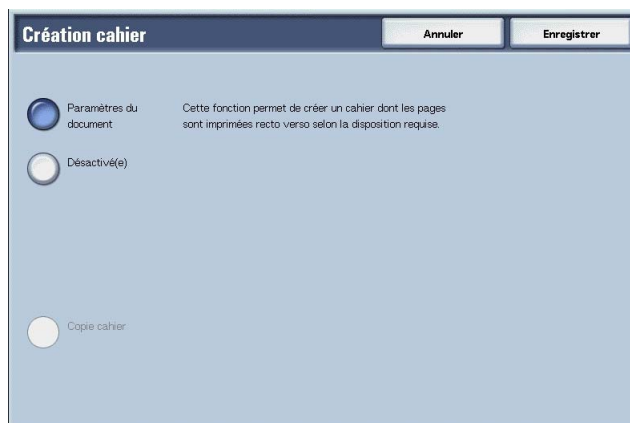 Création cahier
Annuler
Enregistrer
Paramètres du
document
Cette fonction permet de créer un cahier dont les pages
sont imprimées recto verso selon la disposition requise.
Désactivé(e)
Copie cahier